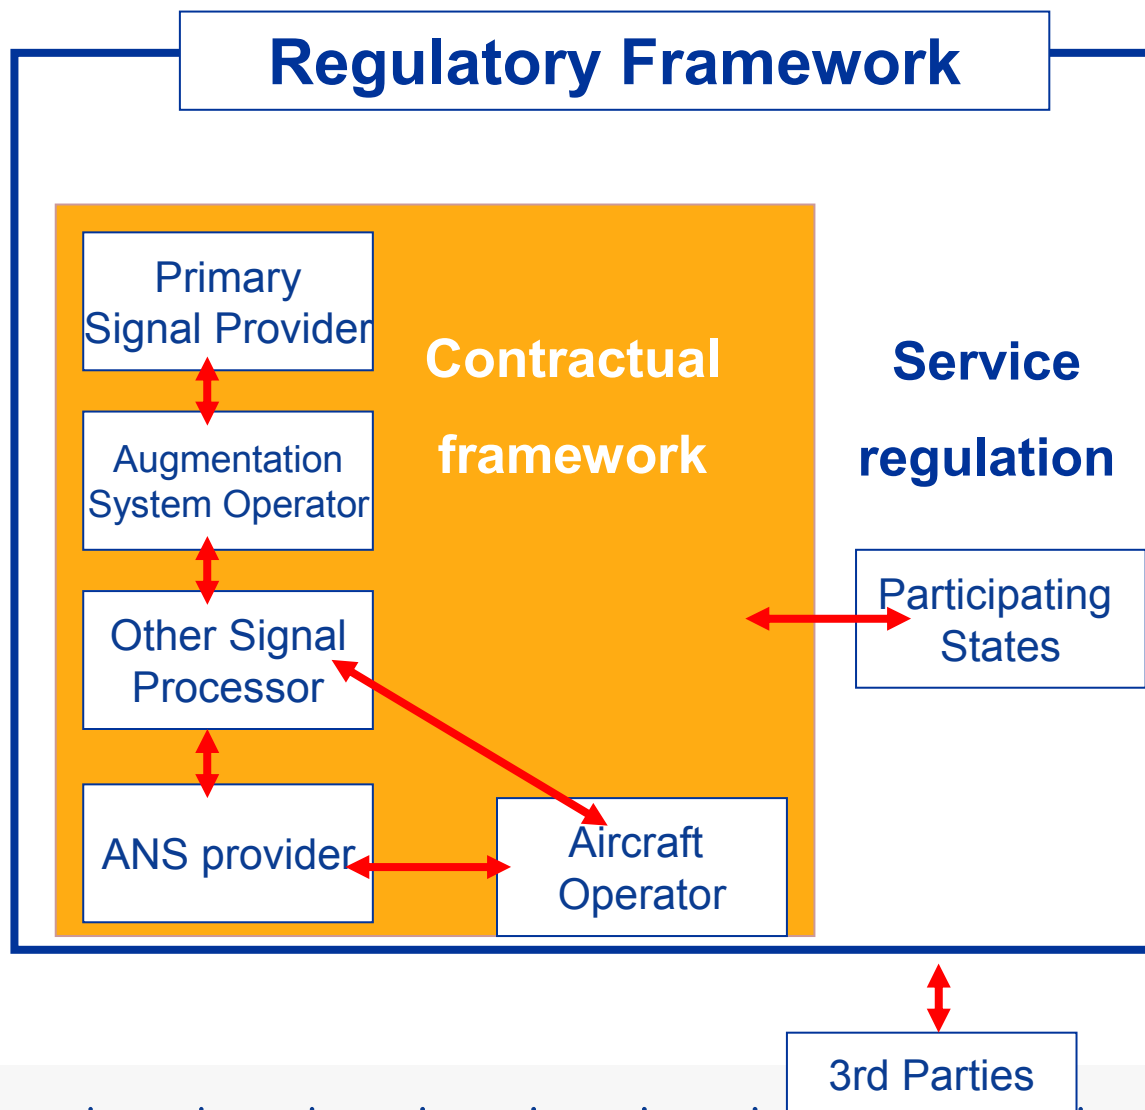 Regulatory Framework
Primary
Signal Provider
Contractual
framework
Service
regulation
Augmentation
System Operator
Other Signal
Processor
Participating
States
ANS provider
Aircraft
Operator
3rd Parties